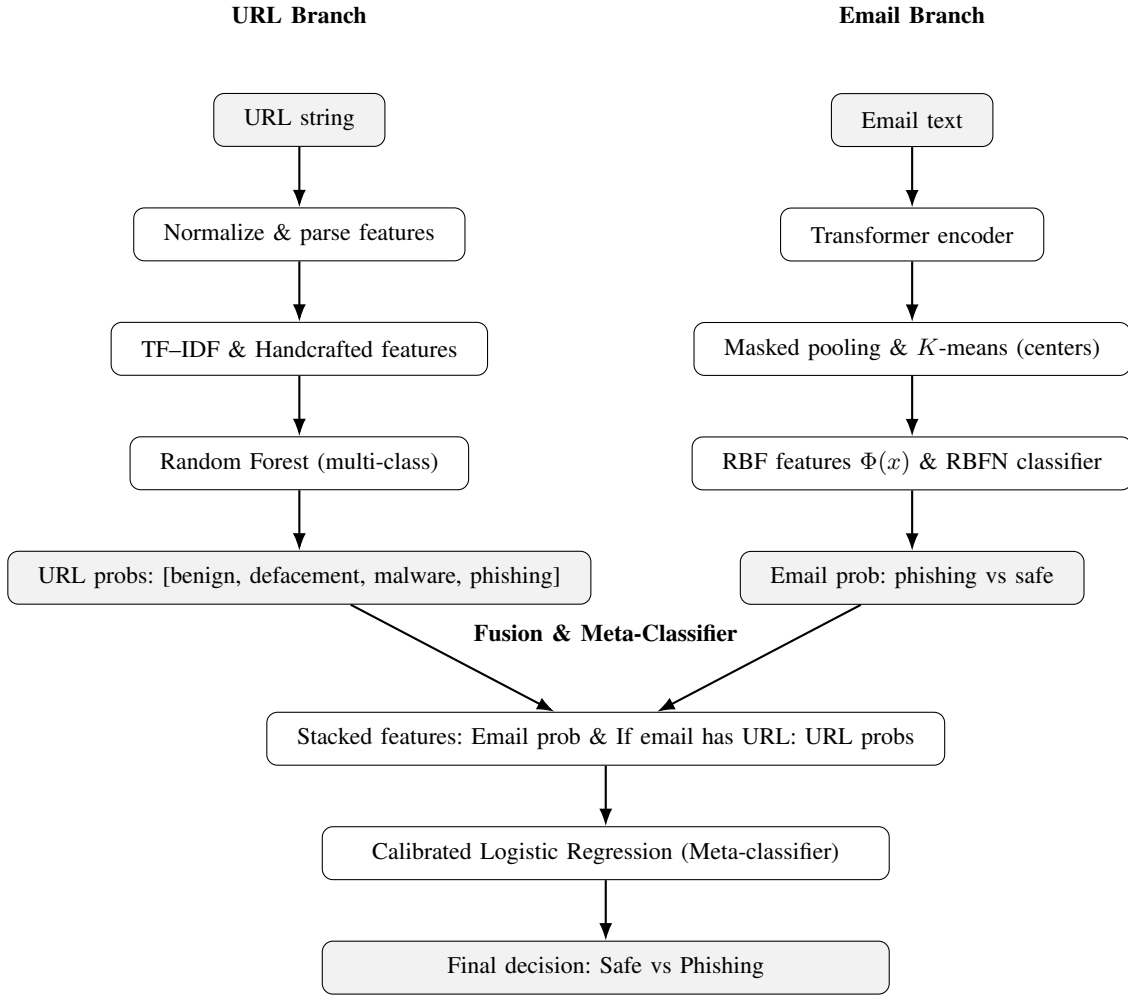 URL Branch
Email Branch
URL string
Email text
Normalize & parse features
Transformer encoder
TF–IDF & Handcrafted features
Masked pooling & K-means (centers)
Random Forest (multi-class)
RBF features Φ(x) & RBFN classifier
URL probs: [benign, defacement, malware, phishing]
Email prob: phishing vs safe
Fusion & Meta-Classifier
Stacked features: Email prob & If email has URL: URL probs
Calibrated Logistic Regression (Meta-classifier)
Final decision: Safe vs Phishing